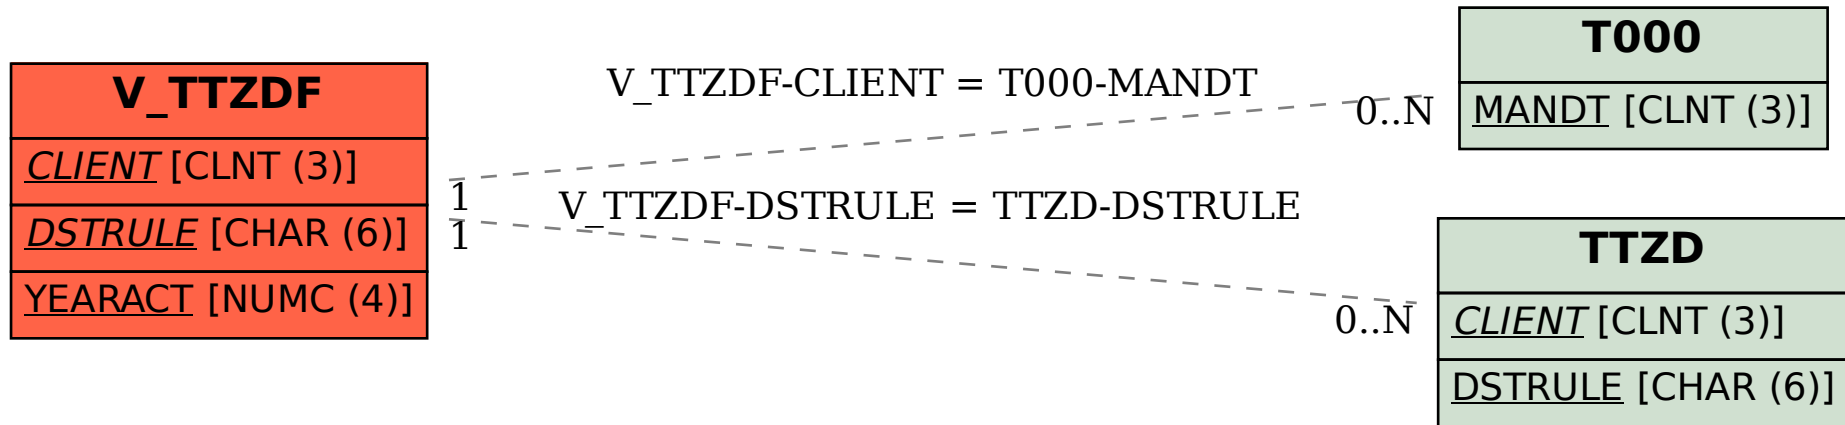 V_TTZDF
CLIENT [CLNT (3)]
DSTRULE [CHAR (6)]
YEARACT [NUMC (4)]
V_TTZDF-CLIENT = T000-MANDT
1
0..N
V_TTZDF-DSTRULE = TTZD-DSTRULE
1
0..N
T000
MANDT [CLNT (3)]
TTZD
CLIENT [CLNT (3)]
DSTRULE [CHAR (6)]